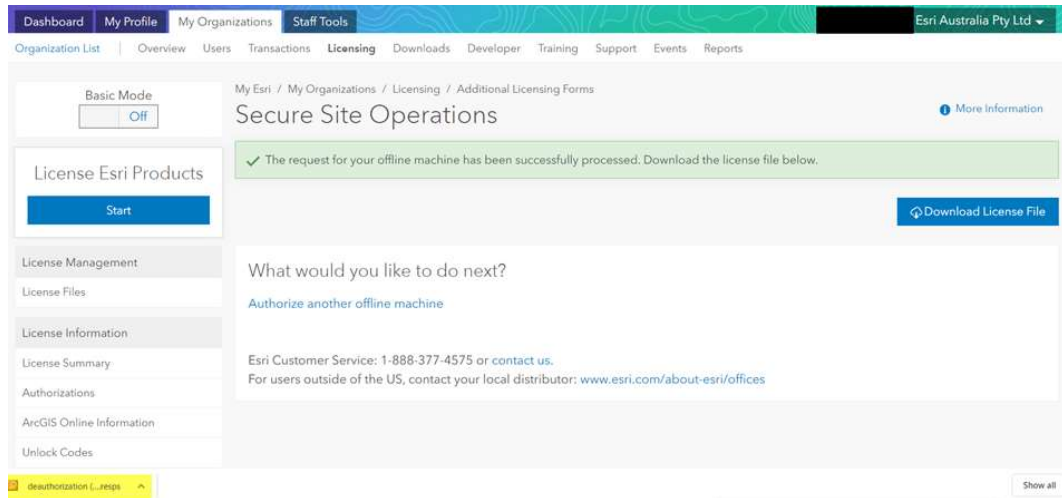 Dashboard My Profile My Organizations Staff Tools Esri Australia Pty Ltd
Organization List | Overview Users Transactions Licensing Downloads Developer Training Support Events Reports
Basic Mode
Off
My Esri / My Organizations / Licensing / Additional Licensing Forms
Secure Site Operations
More Information
The request for your offline machine has been successfully processed. Download the license file below.
License Esri Products
Start
Download License File
License Management
License Files
License Information
License Summary
Authorizations
ArcGIS Online Information
Unlock Codes
What would you like to do next?
Authorize another offline machine
Esri Customer Service: 1-888-377-4575 or contact us.
For users outside of the US, contact your local distributor: www.esri.com/about-esri/offices
deauthorization (....resps
Show all